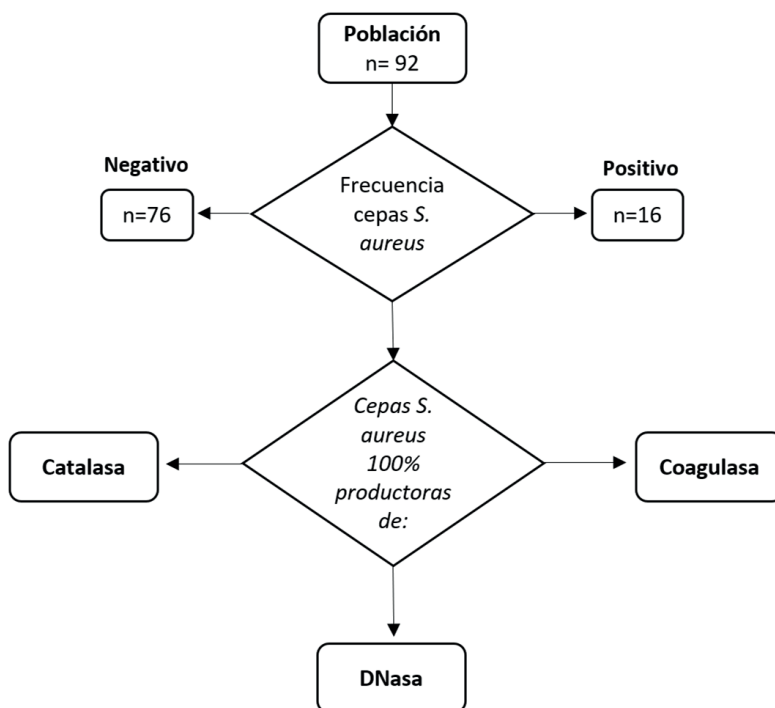 Población
n= 92
Negativo
Positivo
Frecuencia
cepas S.
aureus
n=76
n=16
Cepas S.
aureus
100%
productoras
de:
Catalasa
Coagulasa
DNasa